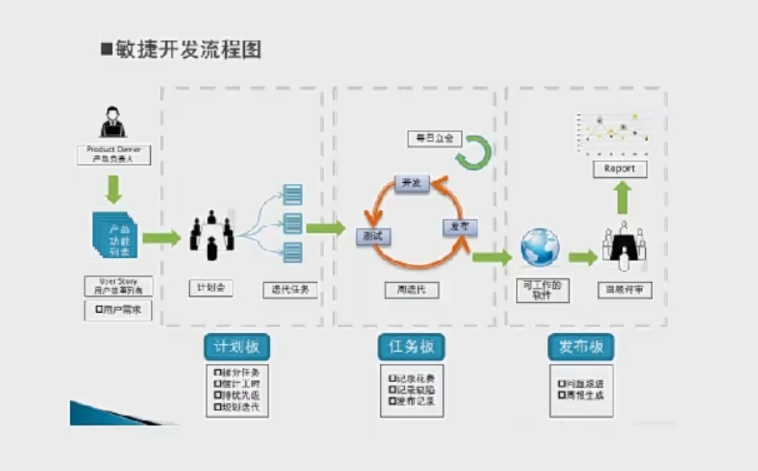 ■敏捷开发流程图
Product Owner
产品负责人
产品
功能
列表
User Story
用户故事列表
用户需求
计划会
迭代任务
每日立会
开发
测试
发布
周迭代
可工作的
软件
Report
回顾评审
计划板
拆分任务
估计工时
排优先级
规划迭代
任务板
记录花费
记录缺陷
发布记录
发布板
问题跟进
周报生成